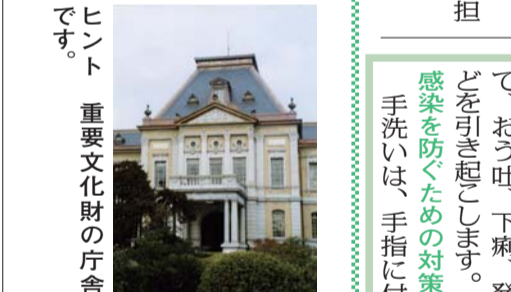 担
て、おう吐、下痢、発
どを引き起こします。
感染を防ぐための対策
手洗いは、手指に付
ヒント　重要文化財の庁舎
です。